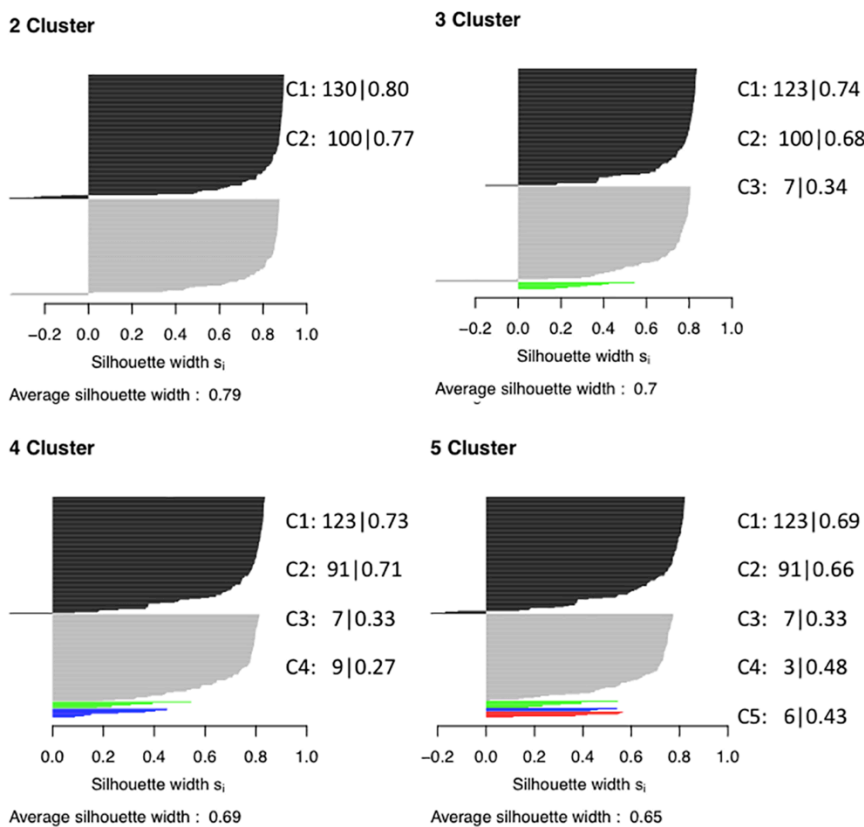 2 Cluster
C1: 130|0.80
C2: 100|0.77
−0.2 0.0 0.2 0.4 0.6 0.8 1.0
Silhouette width si
Average silhouette width : 0.79
3 Cluster
C1: 123|0.74
C2: 100|0.68
C3: 7|0.34
−0.2 0.0 0.2 0.4 0.6 0.8 1.0
Silhouette width si
Average silhouette width : 0.7
4 Cluster
C1: 123|0.73
C2: 91|0.71
C3: 7|0.33
C4: 9|0.27
0.0 0.2 0.4 0.6 0.8 1.0
Silhouette width si
Average silhouette width : 0.69
5 Cluster
C1: 123|0.69
C2: 91|0.66
C3: 7|0.33
C4: 3|0.48
C5: 6|0.43
−0.2 0.0 0.2 0.4 0.6 0.8 1.0
Silhouette width si
Average silhouette width : 0.65